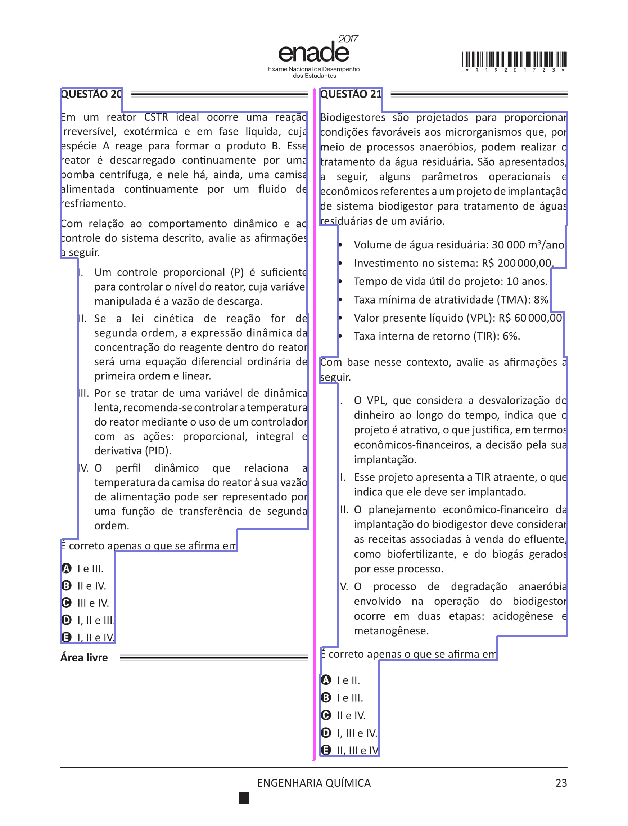 enade 2017
Exame Nacional de Desempenho
dos Estudantes
*R1320172 3*
QUESTÃO 20
Em um reator CSTR ideal ocorre uma reação
irreversível, exotérmica e em fase líquida, cuja
espécie A reage para formar o produto B. Esse
reator é descarregado continuamente por uma
bomba centrífuga, e nele há, ainda, uma camisa
alimentada continuamente por um fluido de
resfriamento.
Com relação ao comportamento dinâmico e ao
controle do sistema descrito, avalie as afirmações
a seguir.
I. Um controle proporcional (P) é suficiente
para controlar o nível do reator, cuja variável
manipulada é a vazão de descarga.
II. Se a lei cinética de reação for de
segunda ordem, a expressão dinâmica da
concentração do reagente dentro do reator
será uma equação diferencial ordinária de
primeira ordem e linear.
III. Por se tratar de uma variável de dinâmica
lenta, recomenda-se controlar a temperatura
do reator mediante o uso de um controlador
com as ações: proporcional, integral e
derivativa (PID).
IV. O perfil dinâmico que relaciona a
temperatura da camisa do reator à sua vazão
de alimentação pode ser representado por
uma função de transferência de segunda
ordem.
É correto apenas o que se afirma em
A I e III.
B II e IV.
C III e IV.
D I, II e III.
E I, II e IV.
Área livre
QUESTÃO 21
Biodigestores são projetados para proporcionar
condições favoráveis aos microrganismos que, por
meio de processos anaeróbios, podem realizar o
tratamento da água residuária. São apresentados,
a seguir, alguns parâmetros operacionais e
econômicos referentes a um projeto de implantação
de sistema biodigestor para tratamento de águas
residuárias de um aviário.
• Volume de água residuária: 30 000 m³/ano
• Investimento no sistema: R$ 200 000,00.
• Tempo de vida útil do projeto: 10 anos.
• Taxa mínima de atratividade (TMA): 8%
• Valor presente líquido (VPL): R$ 60 000,00
• Taxa interna de retorno (TIR): 6%.
Com base nesse contexto, avalie as afirmações a
seguir.
I. O VPL, que considera a desvalorização do
dinheiro ao longo do tempo, indica que o
projeto é atrativo, o que justifica, em termos
econômicos-financeiros, a decisão pela sua
implantação.
II. Esse projeto apresenta a TIR atraente, o que
indica que ele deve ser implantado.
III. O planejamento econômico-financeiro da
implantação do biodigestor deve considerar
as receitas associadas à venda do efluente,
como biofertilizante, e do biogás gerados
por esse processo.
IV. O processo de degradação anaeróbia
envolvido na operação do biodigestor
ocorre em duas etapas: acidogênese e
metanogênese.
É correto apenas o que se afirma em
A I e II.
B I e III.
C II e IV.
D I, III e IV.
E II, III e IV
ENGENHARIA QUÍMICA 23